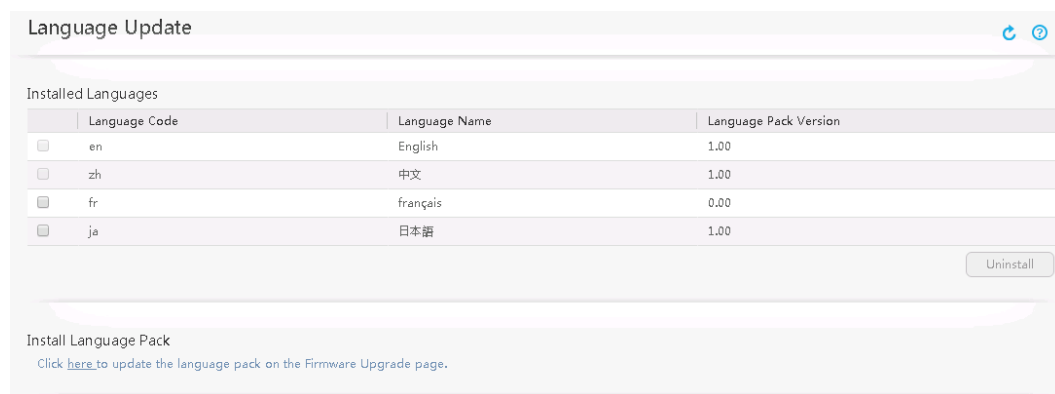 Language Update
Installed Languages
Language Code Language Name Language Pack Version
en English 1.00
zh 中文 1.00
fr français 0.00
ja 日本語 1.00
Uninstall
Install Language Pack
Click here to update the language pack on the Firmware Upgrade page.